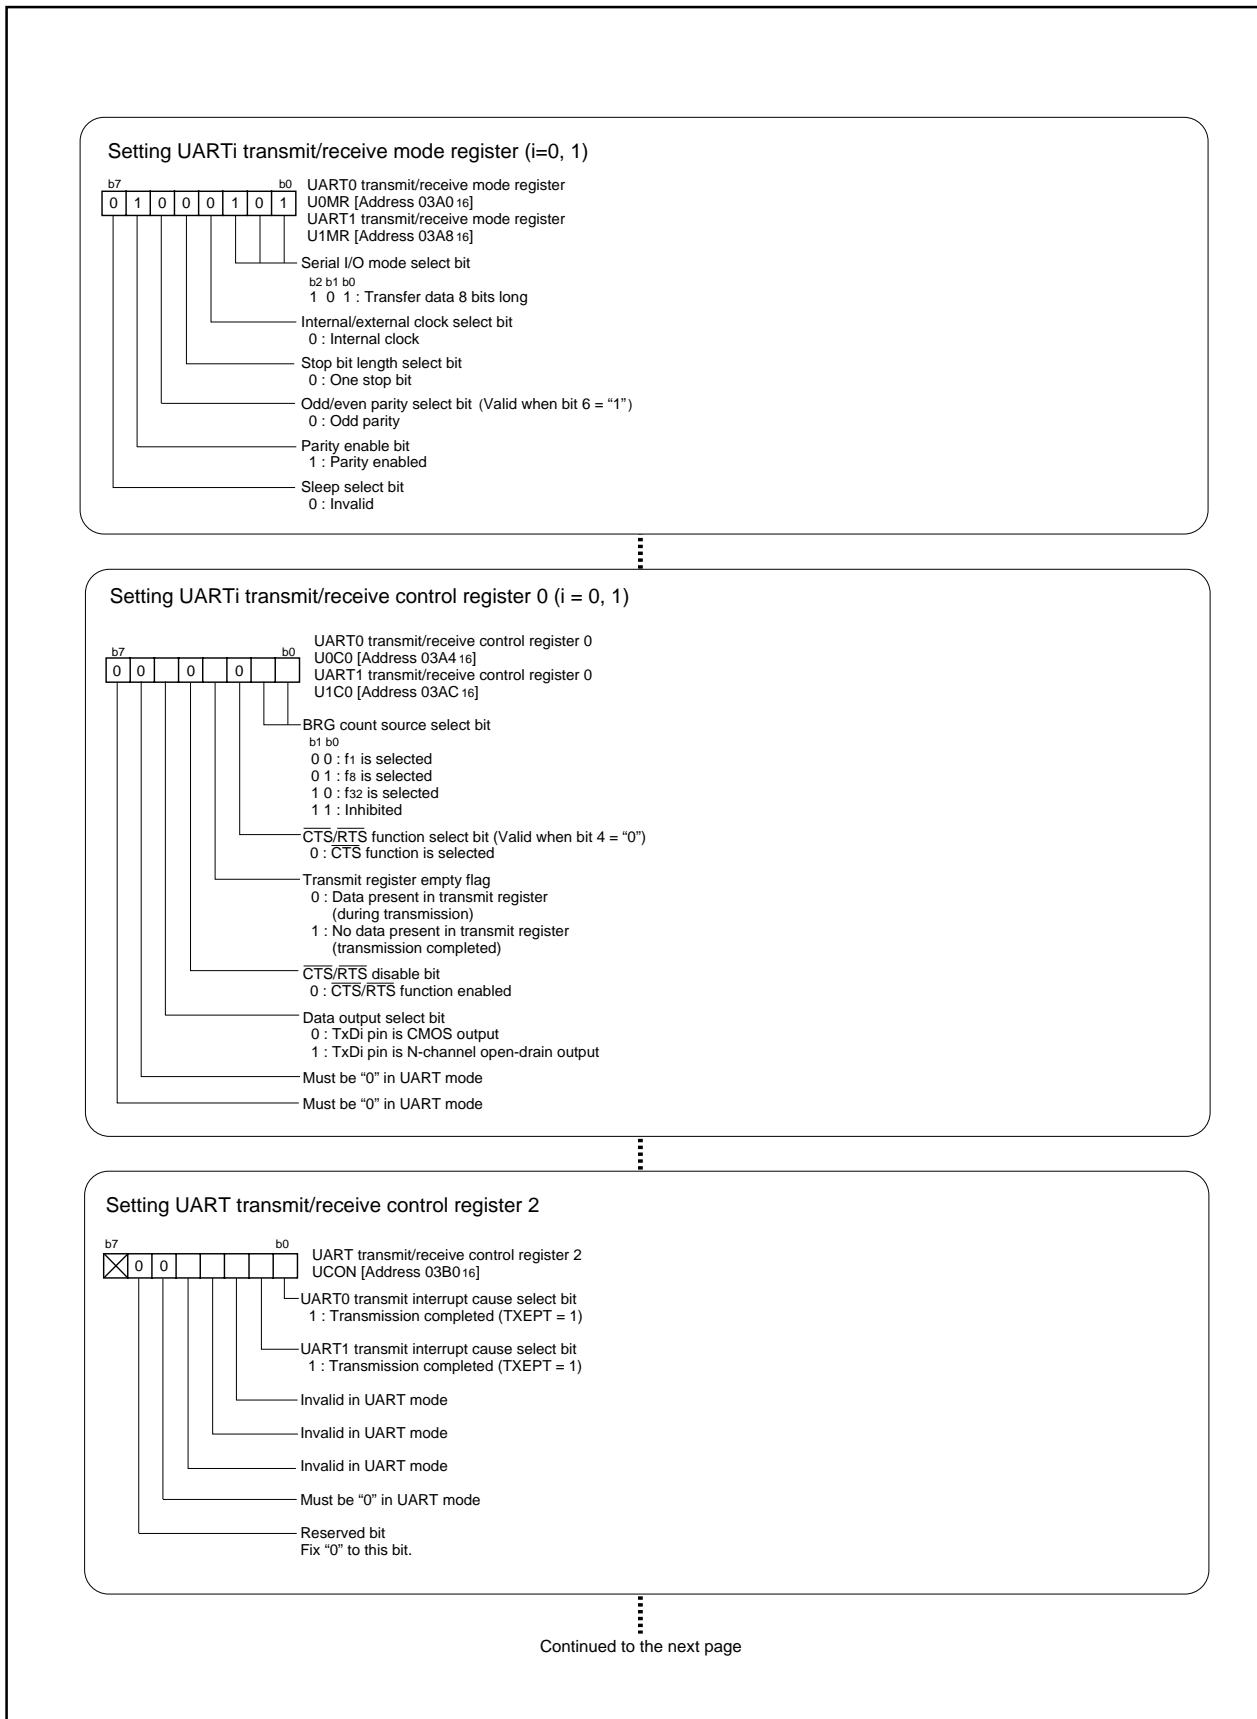 Setting UARTi transmit/receive mode register (i=0, 1)
b7 b0
0 1 0 0 0 1 0 1
UART0 transmit/receive mode register
U0MR [Address 03A016]
UART1 transmit/receive mode register
U1MR [Address 03A816]
Serial I/O mode select bit
b2 b1 b0
1 0 1 : Transfer data 8 bits long
Internal/external clock select bit
0 : Internal clock
Stop bit length select bit
0 : One stop bit
Odd/even parity select bit (Valid when bit 6 = “1”)
0 : Odd parity
Parity enable bit
1 : Parity enabled
Sleep select bit
0 : Invalid
Setting UARTi transmit/receive control register 0 (i = 0, 1)
b7 b0
0 0 0 0
UART0 transmit/receive control register 0
U0C0 [Address 03A416]
UART1 transmit/receive control register 0
U1C0 [Address 03AC16]
BRG count source select bit
b1 b0
0 0 : f1 is selected
0 1 : f8 is selected
1 0 : f32 is selected
1 1 : Inhibited
CTS/RTS function select bit (Valid when bit 4 = “0”)
0 : CTS function is selected
Transmit register empty flag
0 : Data present in transmit register
(during transmission)
1 : No data present in transmit register
(transmission completed)
CTS/RTS disable bit
0 : CTS/RTS function enabled
Data output select bit
0 : TxDi pin is CMOS output
1 : TxDi pin is N-channel open-drain output
Must be “0” in UART mode
Must be “0” in UART mode
Setting UART transmit/receive control register 2
b7 b0
0 0
UART transmit/receive control register 2
UCON [Address 03B016]
UART0 transmit interrupt cause select bit
1 : Transmission completed (TXEPT = 1)
UART1 transmit interrupt cause select bit
1 : Transmission completed (TXEPT = 1)
Invalid in UART mode
Invalid in UART mode
Invalid in UART mode
Must be “0” in UART mode
Reserved bit
Fix “0” to this bit.
Continued to the next page